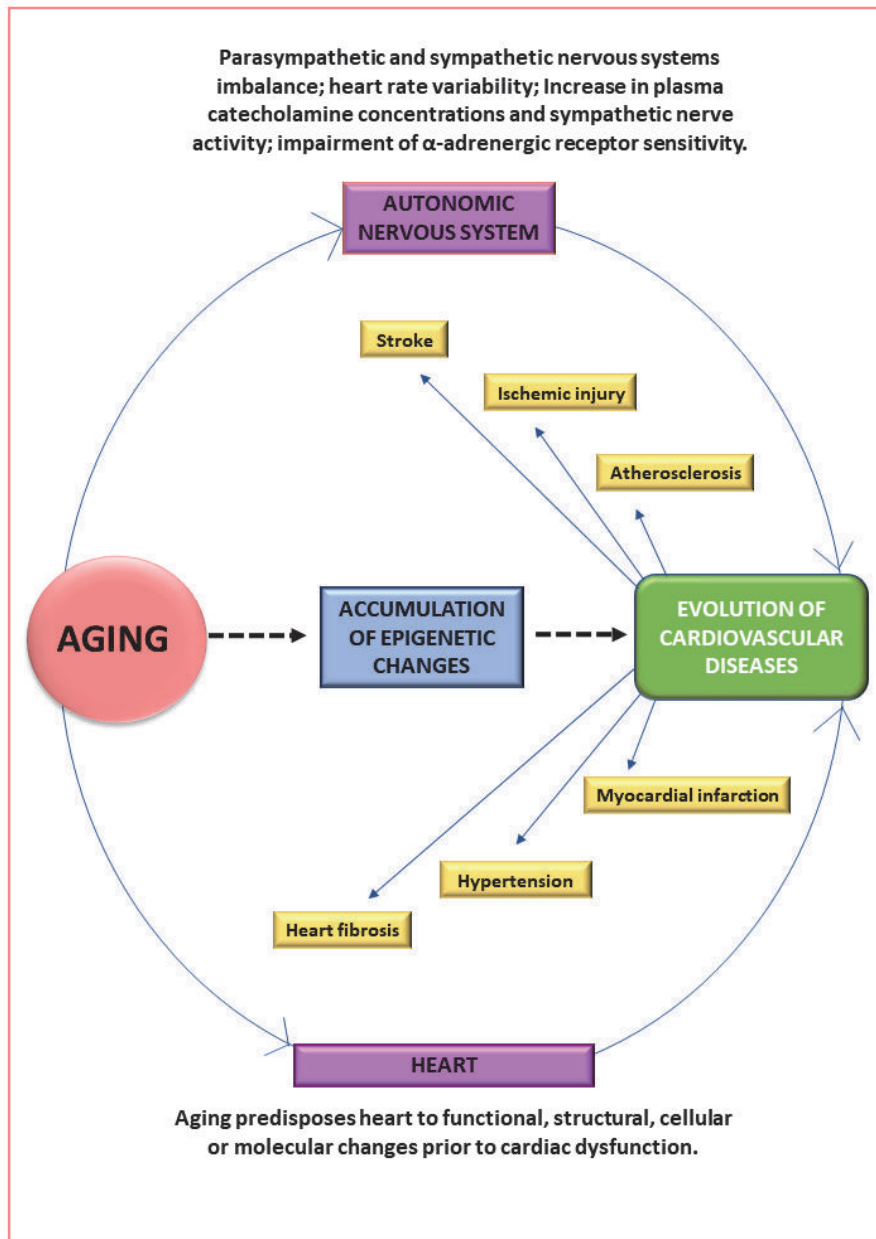 Parasympathetic and sympathetic nervous systems
imbalance; heart rate variability; Increase in plasma
catecholamine concentrations and sympathetic nerve
activity; impairment of α-adrenergic receptor sensitivity.
AUTONOMIC
NERVOUS SYSTEM
Stroke
Ischemic injury
Atherosclerosis
AGING
ACCUMULATION
OF EPIGENETIC
CHANGES
EVOLUTION OF
CARDIOVASCULAR
DISEASES
Myocardial infarction
Hypertension
Heart fibrosis
HEART
Aging predisposes heart to functional, structural, cellular
or molecular changes prior to cardiac dysfunction.